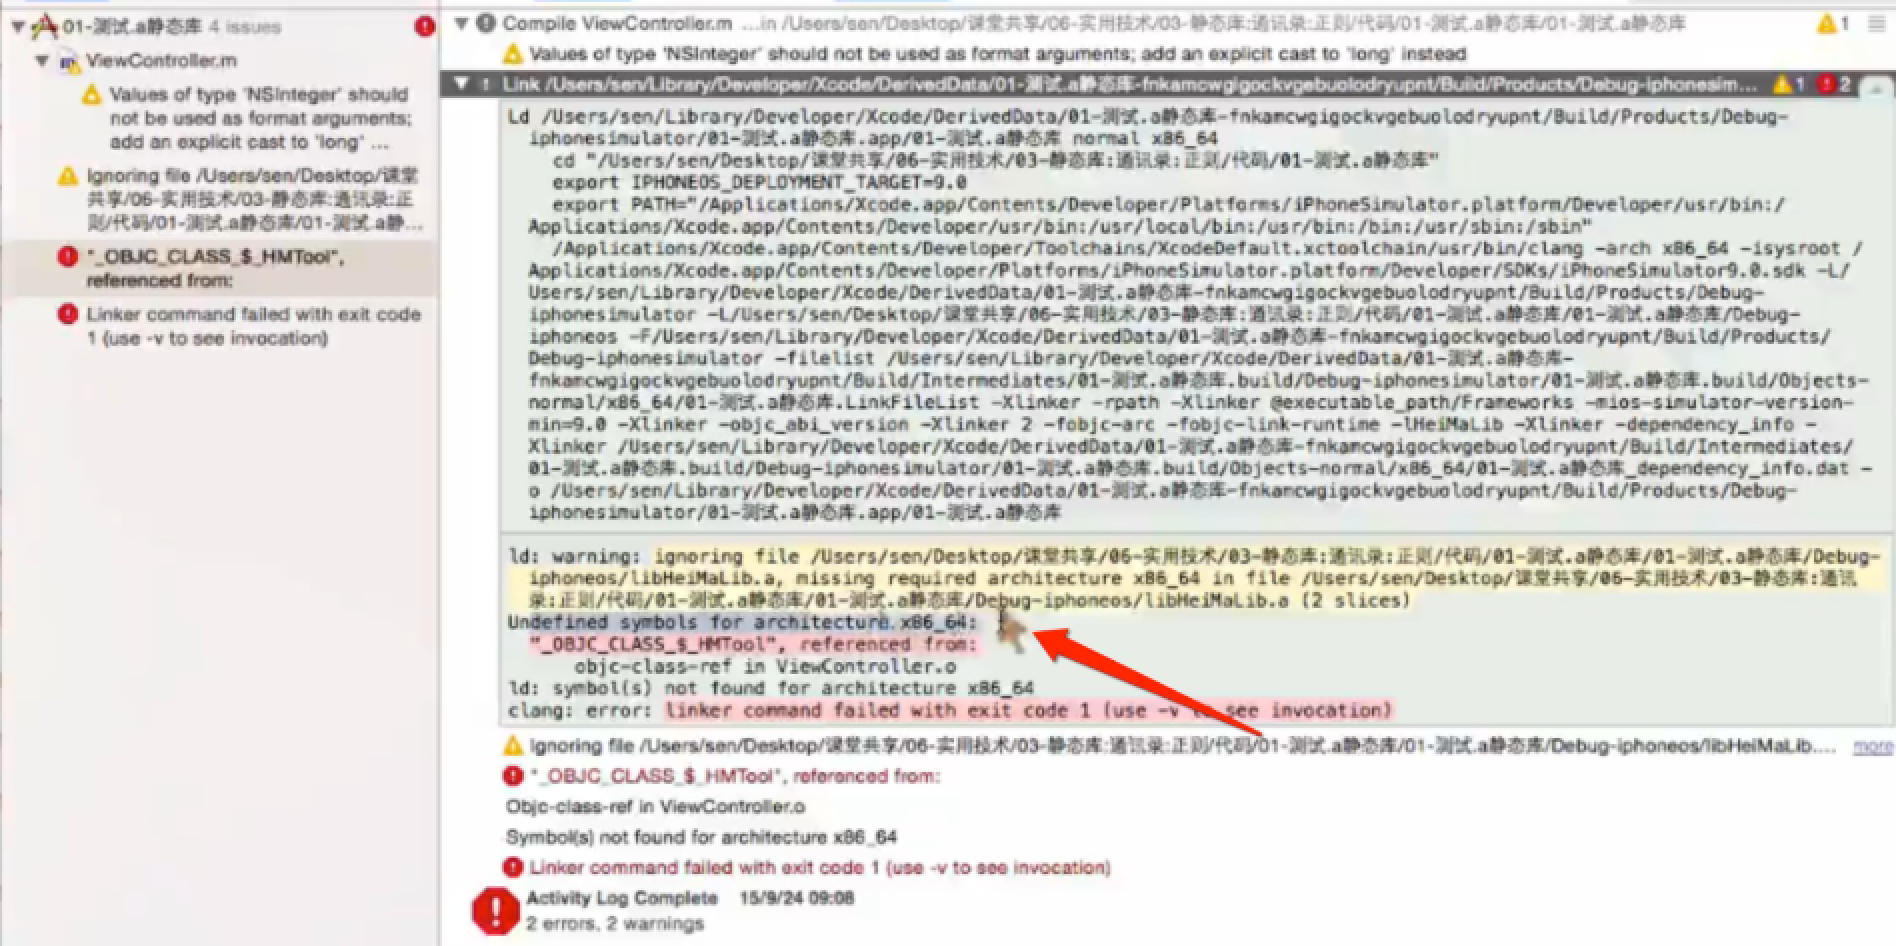 01-测试.a静态库 4 issues
ViewController.m
Values of type 'NSInteger' should
not be used as format arguments;
add an explicit cast to 'long' ...
Ignoring file /Users/sen/Desktop/课堂
共享/06-实用技术/03-静态库:通讯录:正
则/代码/01-测试.a静态库/01-测试.a静...
"_OBJC_CLASS_$_HMTool",
referenced from:
Linker command failed with exit code
1 (use -v to see invocation)
Compile ViewController.m ...in /Users/sen/Desktop/课堂共享/06-实用技术/03-静态库:通讯录:正则/代码/01-测试.a静态库/01-测试.a静态库 1
Values of type 'NSInteger' should not be used as format arguments; add an explicit cast to 'long' instead
Link /Users/sen/Library/Developer/Xcode/DerivedData/01-测试.a静态库-fnkamcwgigockvgebuolodryupnt/Build/Products/Debug-iphonesim... 1 2
Ld /Users/sen/Library/Developer/Xcode/DerivedData/01-测试.a静态库-fnkamcwgigockvgebuolodryupnt/Build/Products/Debug-
iphonesimulator/01-测试.a静态库.app/01-测试.a静态库 normal x86_64
cd "/Users/sen/Desktop/课堂共享/06-实用技术/03-静态库:通讯录:正则/代码/01-测试.a静态库"
export IPHONEOS_DEPLOYMENT_TARGET=9.0
export PATH="/Applications/Xcode.app/Contents/Developer/Platforms/iPhoneSimulator.platform/Developer/usr/bin:/
Applications/Xcode.app/Contents/Developer/usr/bin:/usr/local/bin:/usr/bin:/bin:/usr/sbin:/sbin"
/Applications/Xcode.app/Contents/Developer/Toolchains/XcodeDefault.xctoolchain/usr/bin/clang -arch x86_64 -isysroot /
Applications/Xcode.app/Contents/Developer/Platforms/iPhoneSimulator.platform/Developer/SDKs/iPhoneSimulator9.0.sdk -L/
Users/sen/Library/Developer/Xcode/DerivedData/01-测试.a静态库-fnkamcwgigockvgebuolodryupnt/Build/Products/Debug-
iphonesimulator -L/Users/sen/Desktop/课堂共享/06-实用技术/03-静态库:通讯录:正则/代码/01-测试.a静态库/01-测试.a静态库/Debug-
iphoneos -F/Users/sen/Library/Developer/Xcode/DerivedData/01-测试.a静态库-fnkamcwgigockvgebuolodryupnt/Build/Products/
Debug-iphonesimulator -filelist /Users/sen/Library/Developer/Xcode/DerivedData/01-测试.a静态库-
fnkamcwgigockvgebuolodryupnt/Build/Intermediates/01-测试.a静态库.build/Debug-iphonesimulator/01-测试.a静态库.build/Objects-
normal/x86_64/01-测试.a静态库.LinkFileList -Xlinker -rpath -Xlinker @executable_path/Frameworks -mios-simulator-version-
min=9.0 -Xlinker -objc_abi_version -Xlinker 2 -fobjc-arc -fobjc-link-runtime -lHeiMaLib -Xlinker -dependency_info -
Xlinker /Users/sen/Library/Developer/Xcode/DerivedData/01-测试.a静态库-fnkamcwgigockvgebuolodryupnt/Build/Intermediates/
01-测试.a静态库.build/Debug-iphonesimulator/01-测试.a静态库.build/Objects-normal/x86_64/01-测试.a静态库_dependency_info.dat -
o /Users/sen/Library/Developer/Xcode/DerivedData/01-测试.a静态库-fnkamcwgigockvgebuolodryupnt/Build/Products/Debug-
iphonesimulator/01-测试.a静态库.app/01-测试.a静态库
ld: warning: ignoring file /Users/sen/Desktop/课堂共享/06-实用技术/03-静态库:通讯录:正则/代码/01-测试.a静态库/01-测试.a静态库/Debug-
iphoneos/libHeiMaLib.a, missing required architecture x86_64 in file /Users/sen/Desktop/课堂共享/06-实用技术/03-静态库:通讯
录:正则/代码/01-测试.a静态库/01-测试.a静态库/Debug-iphoneos/libHeiMaLib.a (2 slices)
Undefined symbols for architecture x86_64:
"_OBJC_CLASS_$_HMTool", referenced from:
objc-class-ref in ViewController.o
ld: symbol(s) not found for architecture x86_64
clang: error: linker command failed with exit code 1 (use -v to see invocation)
Ignoring file /Users/sen/Desktop/课堂共享/06-实用技术/03-静态库:通讯录:正则/代码/01-测试.a静态库/01-测试.a静态库/Debug-iphoneos/libHeiMaLib.... more
"_OBJC_CLASS_$_HMTool", referenced from:
Objc-class-ref in ViewController.o
Symbol(s) not found for architecture x86_64
Linker command failed with exit code 1 (use -v to see invocation)
Activity Log Complete 15/9/24 09:08
2 errors, 2 warnings